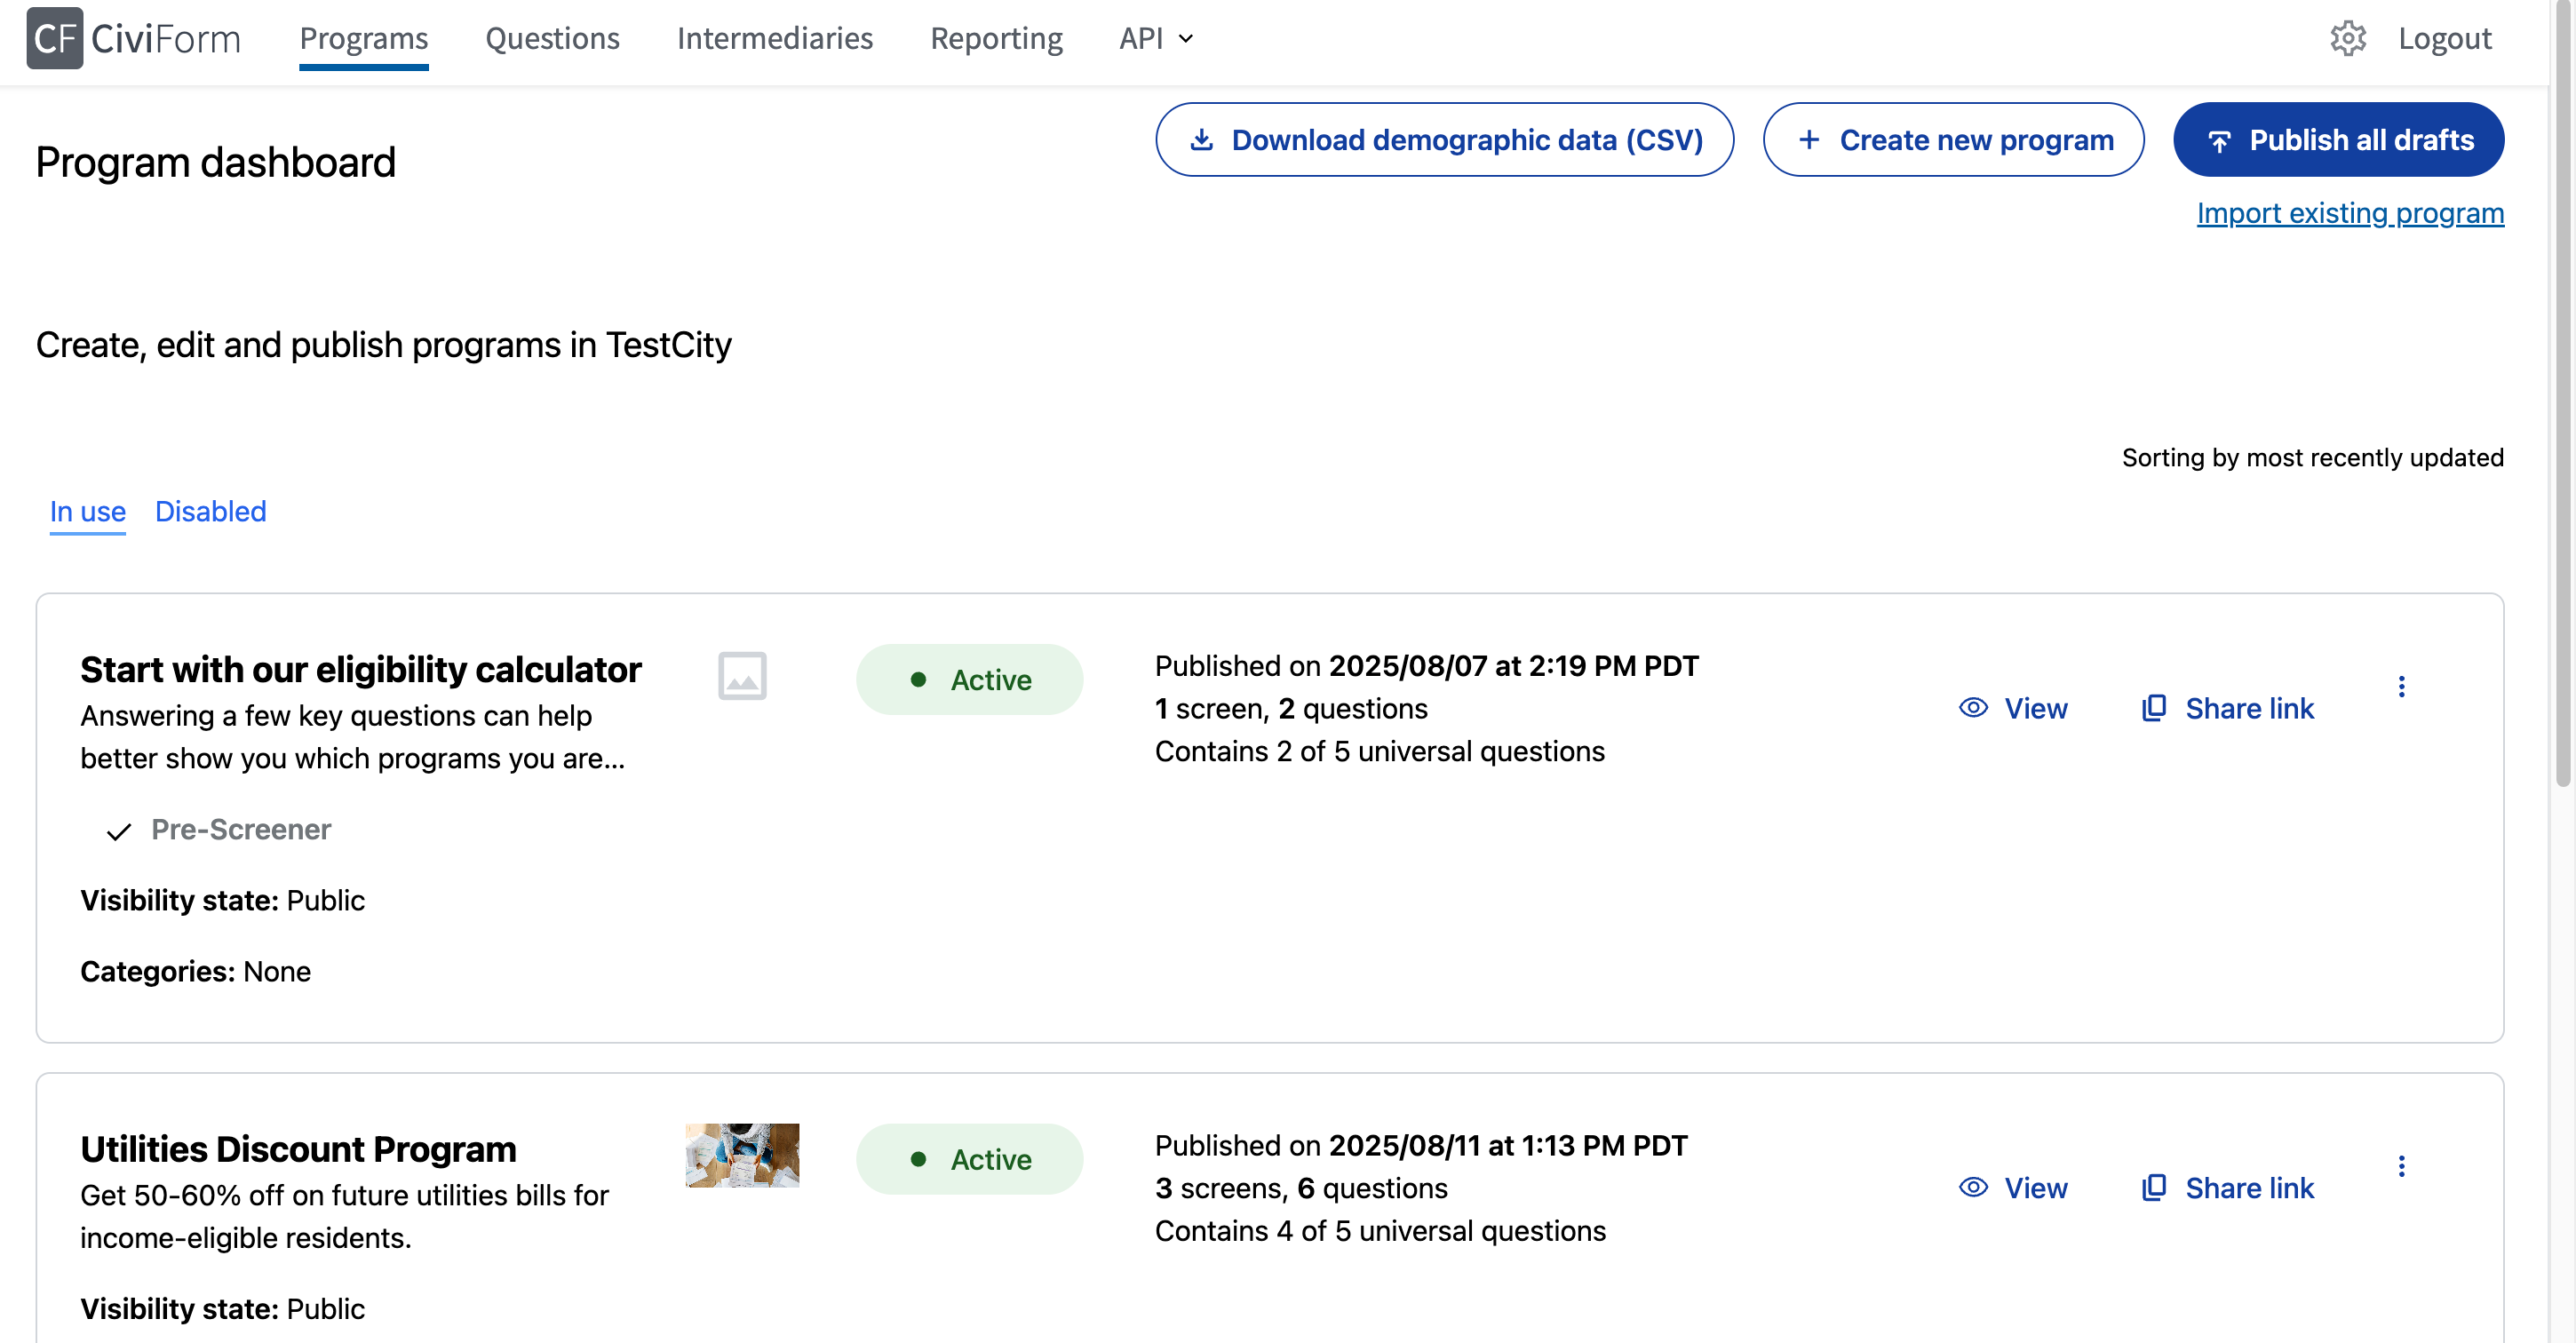 CF CiviForm Programs Questions Intermediaries Reporting API Logout
Program dashboard
Download demographic data (CSV) Create new program Publish all drafts
Import existing program
Create, edit and publish programs in TestCity
Sorting by most recently updated
In use Disabled
Start with our eligibility calculator
Answering a few key questions can help
better show you which programs you are...
Pre-Screener
Visibility state: Public
Categories: None
Active
Published on 2025/08/07 at 2:19 PM PDT
1 screen, 2 questions
Contains 2 of 5 universal questions
View Share link
Utilities Discount Program
Get 50-60% off on future utilities bills for
income-eligible residents.
Visibility state: Public
Active
Published on 2025/08/11 at 1:13 PM PDT
3 screens, 6 questions
Contains 4 of 5 universal questions
View Share link